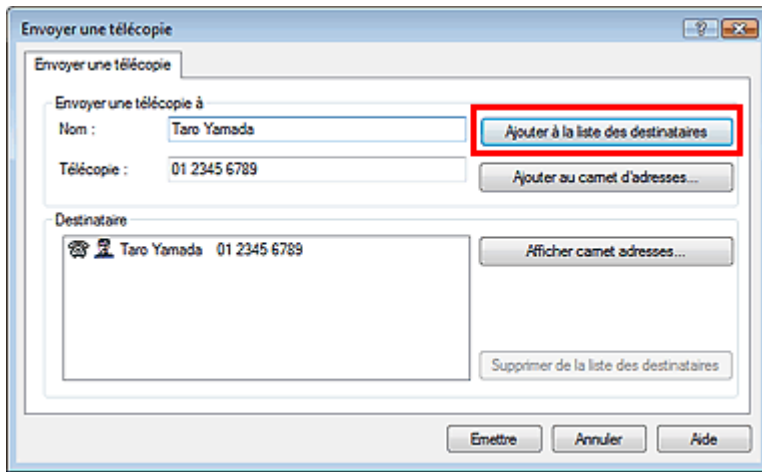 Envoyer une télécopie
Envoyer une télécopie
Envoyer une télécopie à
Nom :
Taro Yamada
Ajouter à la liste des destinataires
Télécopie :
01 2345 6789
Ajouter au carnet d'adresses...
Destinataire
Taro Yamada 01 2345 6789
Afficher carnet adresses...
Supprimer de la liste des destinataires
Emettre
Annuler
Aide